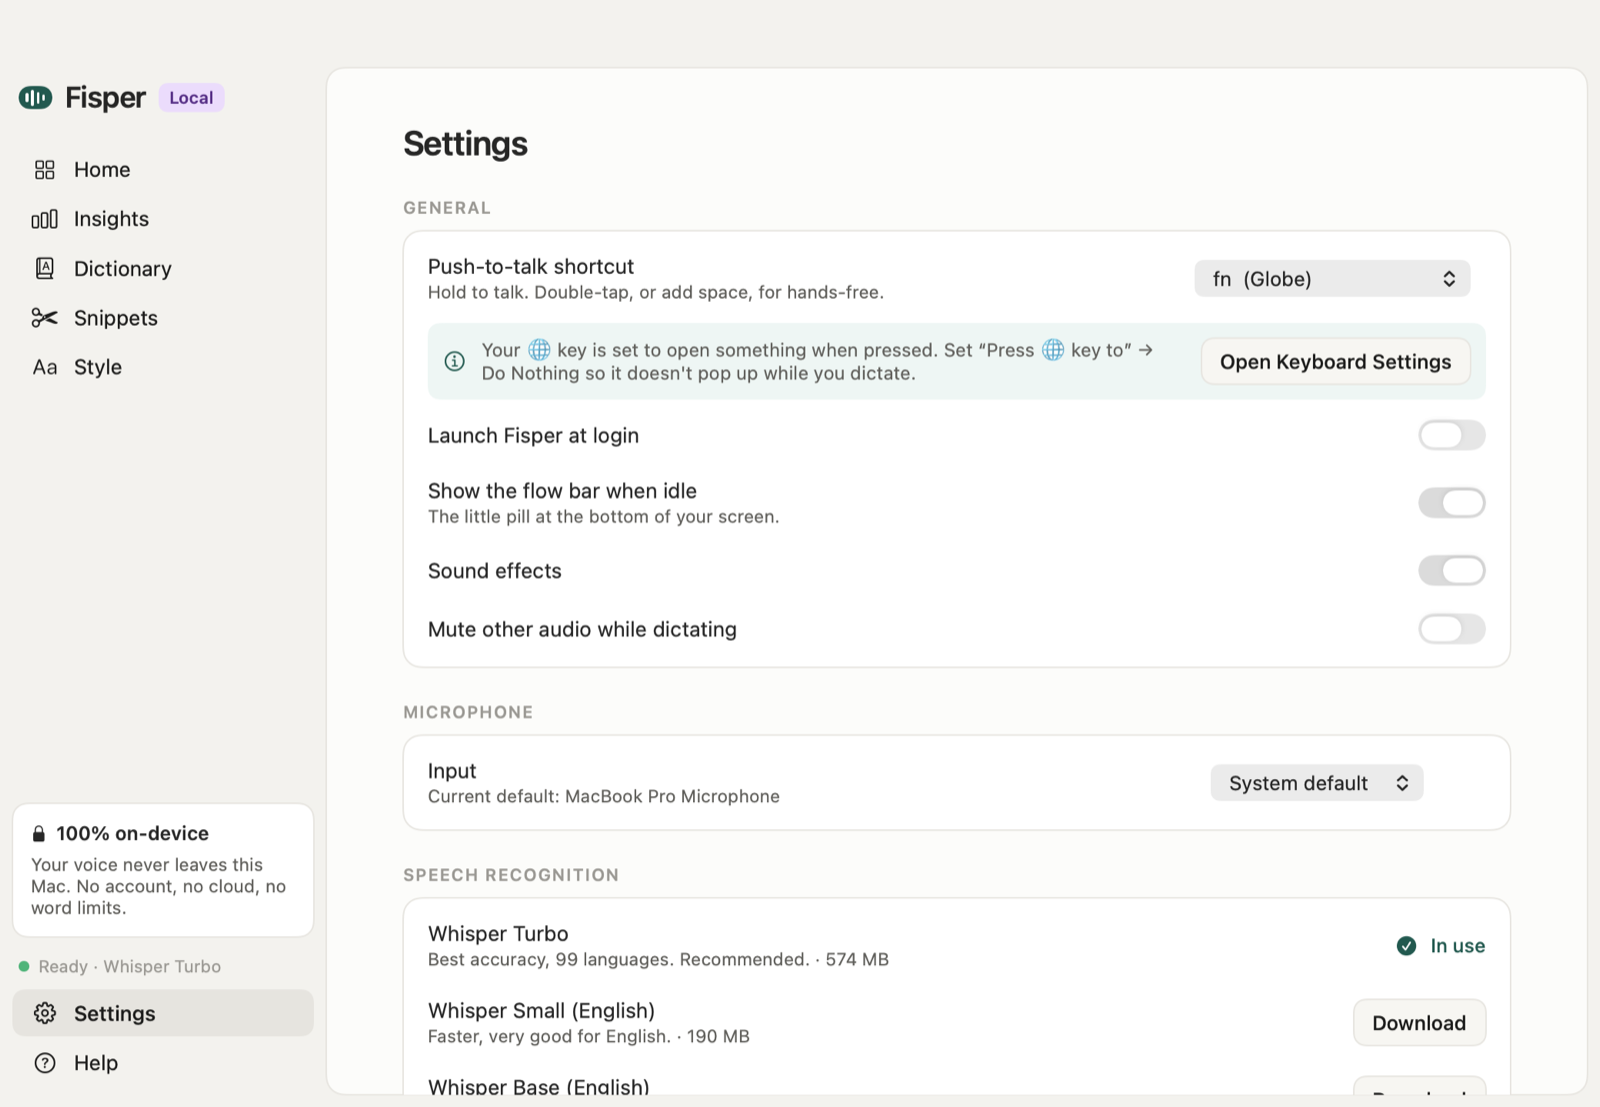 Fisper Local
Home
Insights
Dictionary
Snippets
Aa Style
100% on-device
Your voice never leaves this
Mac. No account, no cloud, no
word limits.
Ready · Whisper Turbo
Settings
Help
Settings
GENERAL
Push-to-talk shortcut
Hold to talk. Double-tap, or add space, for hands-free.
fn (Globe)
Your 🌐 key is set to open something when pressed. Set “Press 🌐 key to” →
Do Nothing so it doesn't pop up while you dictate.
Open Keyboard Settings
Launch Fisper at login
Show the flow bar when idle
The little pill at the bottom of your screen.
Sound effects
Mute other audio while dictating
MICROPHONE
Input
Current default: MacBook Pro Microphone
System default
SPEECH RECOGNITION
Whisper Turbo
Best accuracy, 99 languages. Recommended. · 574 MB
In use
Whisper Small (English)
Faster, very good for English. · 190 MB
Download
Whisper Base (English)